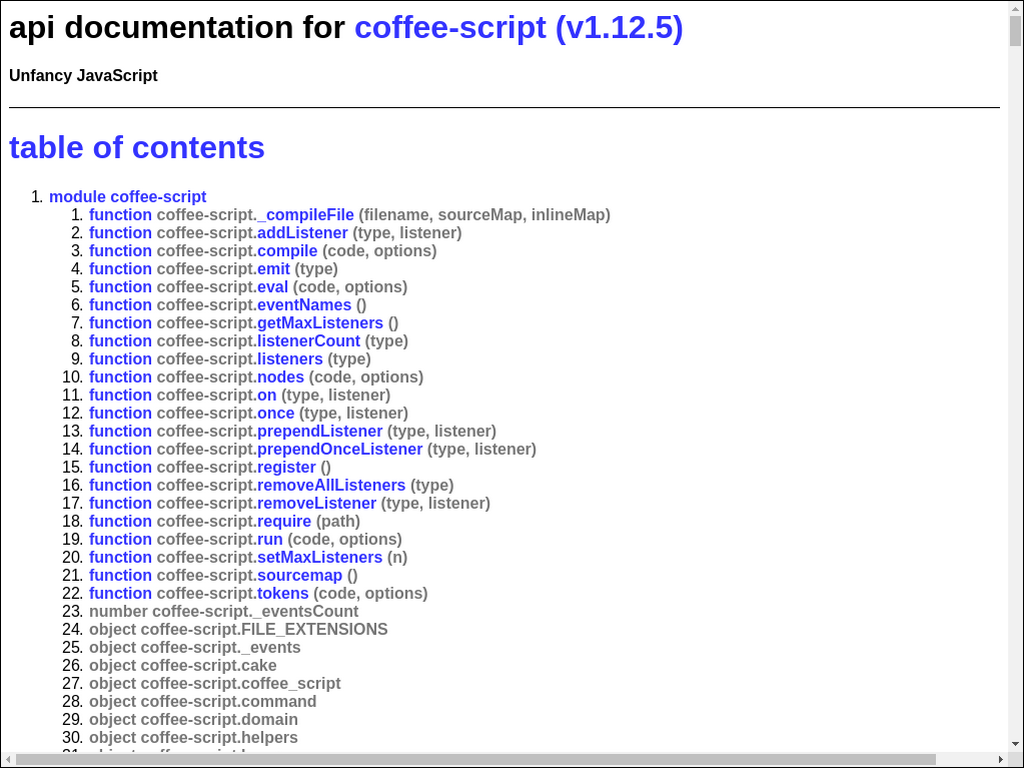 api documentation for coffee-script (v1.12.5)
Unfancy JavaScript
table of contents
1. module coffee-script
1. function coffee-script._compileFile (filename, sourceMap, inlineMap)
2. function coffee-script.addListener (type, listener)
3. function coffee-script.compile (code, options)
4. function coffee-script.emit (type)
5. function coffee-script.eval (code, options)
6. function coffee-script.eventNames ()
7. function coffee-script.getMaxListeners ()
8. function coffee-script.listenerCount (type)
9. function coffee-script.listeners (type)
10. function coffee-script.nodes (code, options)
11. function coffee-script.on (type, listener)
12. function coffee-script.once (type, listener)
13. function coffee-script.prependListener (type, listener)
14. function coffee-script.prependOnceListener (type, listener)
15. function coffee-script.register ()
16. function coffee-script.removeAllListeners (type)
17. function coffee-script.removeListener (type, listener)
18. function coffee-script.require (path)
19. function coffee-script.run (code, options)
20. function coffee-script.setMaxListeners (n)
21. function coffee-script.sourcemap ()
22. function coffee-script.tokens (code, options)
23. number coffee-script._eventsCount
24. object coffee-script.FILE_EXTENSIONS
25. object coffee-script._events
26. object coffee-script.cake
27. object coffee-script.coffee_script
28. object coffee-script.command
29. object coffee-script.domain
30. object coffee-script.helpers